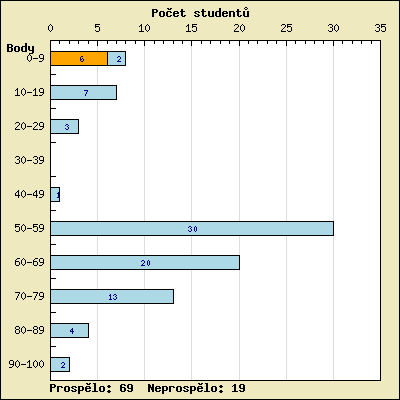 Počet studentů
0 5 10 15 20 25 30 35
Body
0-9 6 2
10-19 7
20-29 3
30-39
40-49 1
50-59 30
60-69 20
70-79 13
80-89 4
90-100 2
Prospělo: 69 Neprospělo: 19